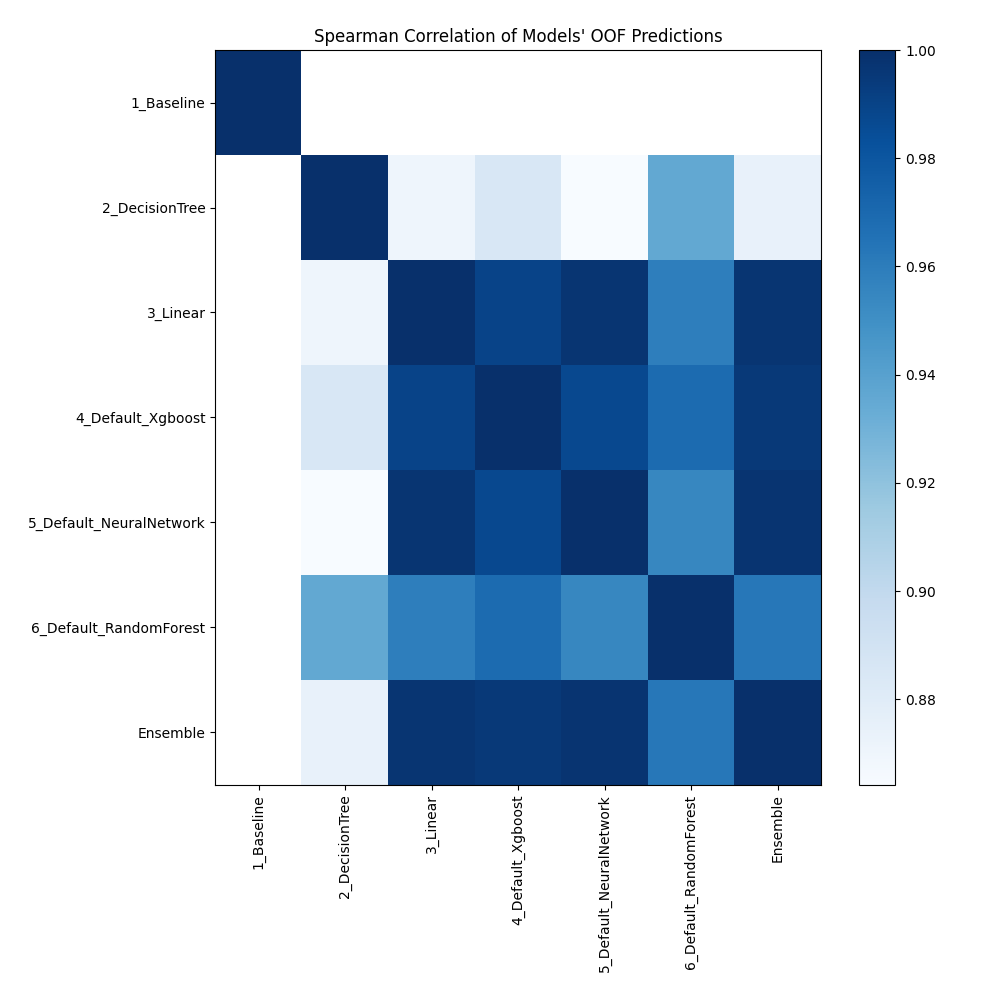 Spearman Correlation of Models' OOF Predictions
1_Baseline
2_DecisionTree
3_Linear
4_Default_Xgboost
5_Default_NeuralNetwork
6_Default_RandomForest
Ensemble
1_Baseline
2_DecisionTree
3_Linear
4_Default_Xgboost
5_Default_NeuralNetwork
6_Default_RandomForest
Ensemble
1.00
0.98
0.96
0.94
0.92
0.90
0.88